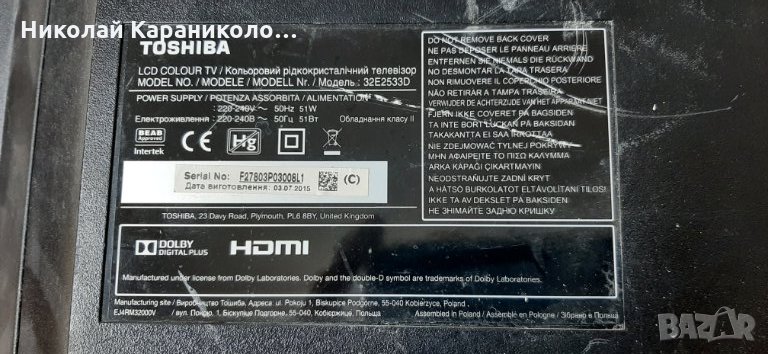 Николай Караниколо...
TOSHIBA
LCD COLOUR TV / Кольоровий рідкокристалічний телевізор
MODEL NO. / MODELE / MODELL Nr. / Модель : 32E2533D
POWER SUPPLY / POTENZA ASSORBITA / ALIMENTATION
220-240V ~ 50Hz 51W
Електроживлення : 220-240В ~ 50Гц 51Вт Обладнання класу II
BEAB
Approved
Intertek
CE
Hg
Serial No: F27803P03008L1
Дата виготовлення: 03.07.2015
(C)
TOSHIBA, 23 Davy Road, Plymouth, PL6 8BY, United Kingdom
DO NOT REMOVE BACK COVER
NE PAS DÉPOSER LE PANNEAU ARRIÈRE
ENTFERNEN SIE NIEMALS DIE RÜCKWAND
NO DESMONTAR LA TAPA TRASERA
NON RIMUOVERE IL COPERCHIO POSTERIORE
NÃO RETIRAR A TAMPA TRASEIRA
VERWIJDER DE ACHTERZIJDE VAN HET APPARAAT NIET
FJERN IKKE COVERET PÅ BAGSIDEN
TA INTE BORT LUCKAN PÅ BAKSIDAN
TAKAKANTTA EI SAA IRROTTAA
NIE ZDEJMOWAĆ TYLNEJ POKRYWY
ΜΗΝ ΑΦΑΙΡΕΙΤΕ ΤΟ ΠΙΣΩ ΚΑΛΥΜΜΑ
ARKA KAPAĞI ÇIKARTMAYIN
NEODSTRAŇUJTE ZADNÍ KRYT
A HÁTSÓ BURKOLATOT ELTÁVOLÍTANI TILOS!
IKKE TA AV DEKSLET PÅ BAKSIDEN
НЕ ЗНІМАЙТЕ ЗАДНЮ КРИШКУ
DOLBY
DIGITAL PLUS
HDMI
Manufactured under license from Dolby Laboratories. Dolby and the double-D symbol are trademarks of Dolby Laboratories.
Вироблено Тошиба, Адреса: ul. Pokoju 1, Biskupice Podgorne, 55-040 Kobierzyce, Poland.
EJ4RM32000V / вул. Покою 1, Біскупіце Подгорне, 55-040, Кобєжице, Польща Assembled in Poland / Zmontowano w Polsce / Зібрано в Польщі
BAZAR